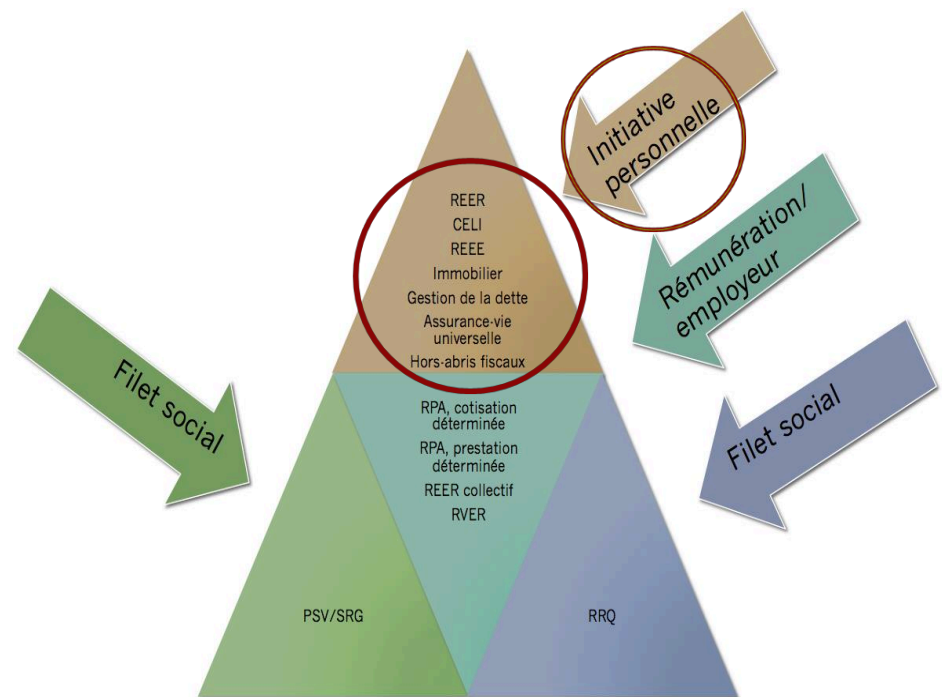 Initiative
personnelle
REER
CELI
REEE
Immobilier
Gestion de la dette
Assurance-vie
universelle
Hors-abris fiscaux
Rémunération/
employeur
Filet social
Filet social
RPA, cotisation
déterminée
RPA, prestation
déterminée
REER collectif
RVER
PSV/SRG
RRQ